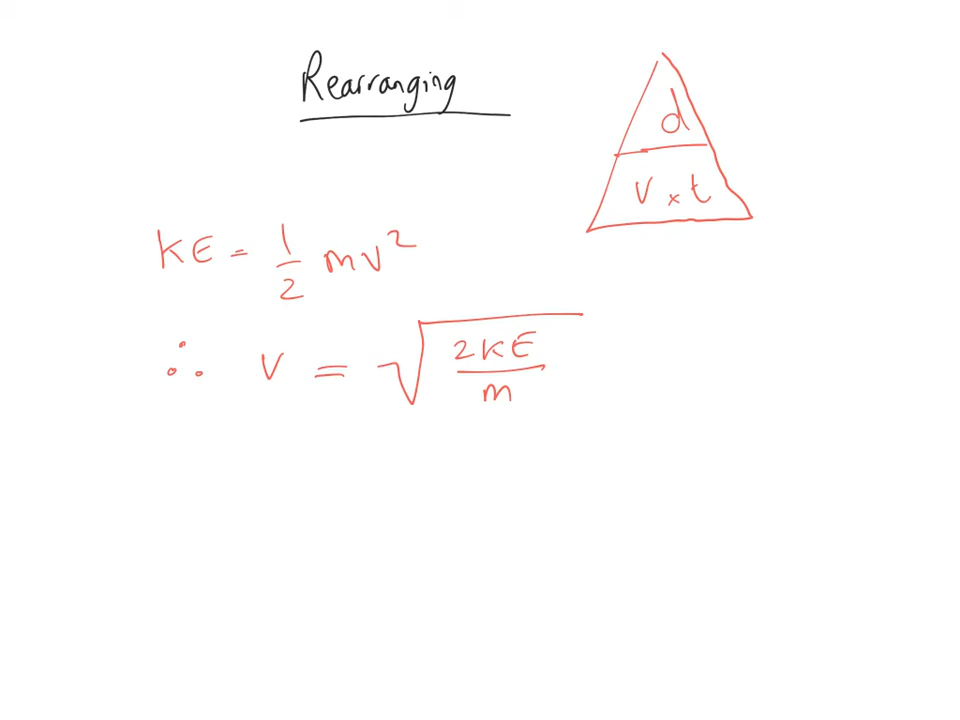 Rearranging
d
v × t
KE = 1/2 mv²
∴ v = √(2KE/m)